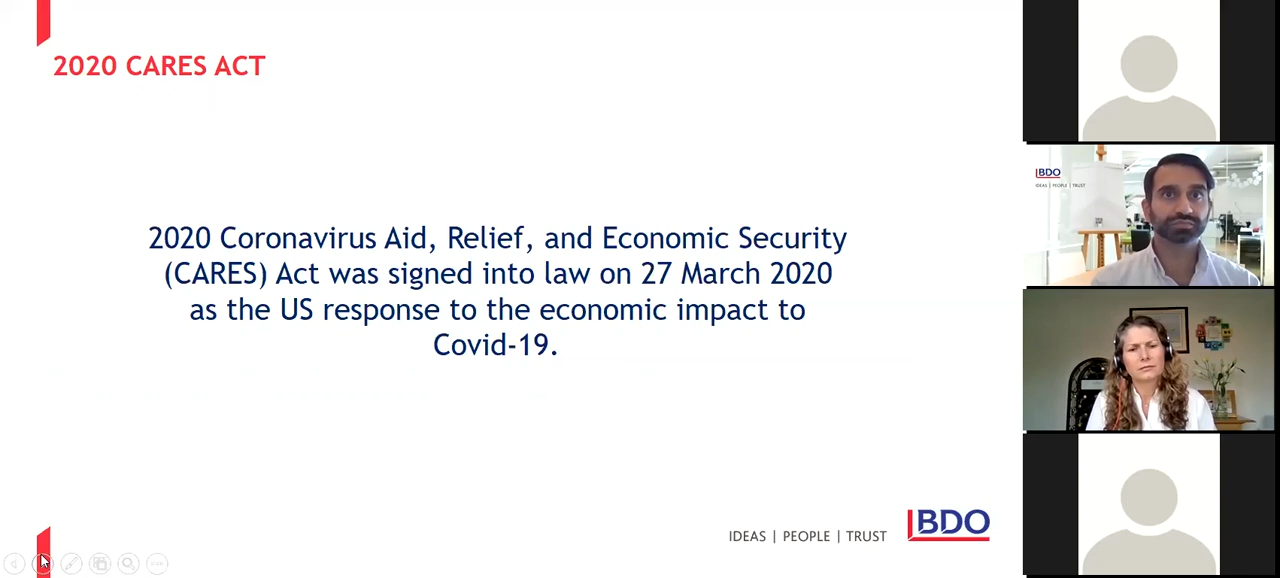 2020 CARES ACT
2020 Coronavirus Aid, Relief, and Economic Security
(CARES) Act was signed into law on 27 March 2020
as the US response to the economic impact to
Covid-19.
IDEAS | PEOPLE | TRUST
BDO
BDO
IDEAS | PEOPLE | TRUST